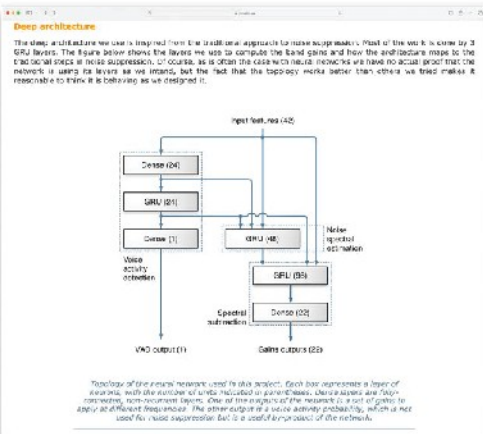 Deep architecture
The deep architecture we use is inspired from the traditional approach to noise suppression. Most of the work is done by 3
GRU layers. The figure below shows the layers we use to compute the band gains and how the architecture maps to the
traditional steps in noise suppression. Of course, as is often the case with neural networks we have no actual proof that the
network is using its layers as we intend, but the fact that the topology works better than others we tried makes it
reasonable to think it is behaving as we designed it.
Input features (42)
Dense (24)
GRU (24)
Dense (1)
GRU (48)
Noise
spectral
estimation
Voice
activity
detection
GRU (96)
Spectral
subtraction
Dense (22)
VAD output (1)
Gains outputs (22)
Topology of the neural network used in this project. Each box represents a layer of
neurons, with the number of units indicated in parentheses. Dense layers are fully-
connected, non-recurrent layers. One of the outputs of the network is a set of gains to
apply at different frequencies. The other output is a voice activity probability, which is not
used for noise suppression but is a useful by-product of the network.